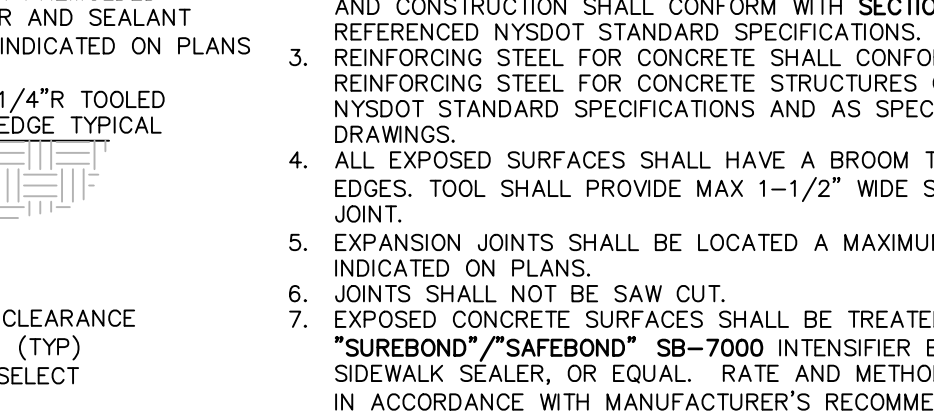 R AND SEALANT
INDICATED ON PLANS
1/4”R TOOLED
EDGE TYPICAL
CLEARANCE
(TYP)
SELECT
AND CONSTRUCTION SHALL CONFORM WITH SECTIO
REFERENCED NYSDOT STANDARD SPECIFICATIONS.
3. REINFORCING STEEL FOR CONCRETE SHALL CONFO
REINFORCING STEEL FOR CONCRETE STRUCTURES
NYSDOT STANDARD SPECIFICATIONS AND AS SPEC
DRAWINGS.
4. ALL EXPOSED SURFACES SHALL HAVE A BROOM T
EDGES. TOOL SHALL PROVIDE MAX 1–1/2” WIDE S
JOINT.
5. EXPANSION JOINTS SHALL BE LOCATED A MAXIMU
INDICATED ON PLANS.
6. JOINTS SHALL NOT BE SAW CUT.
7. EXPOSED CONCRETE SURFACES SHALL BE TREATE
”SUREBOND”/”SAFEBOND” SB–7000 INTENSIFIER
SIDEWALK SEALER, OR EQUAL. RATE AND METHO
IN ACCORDANCE WITH MANUFACTURER’S RECOMME